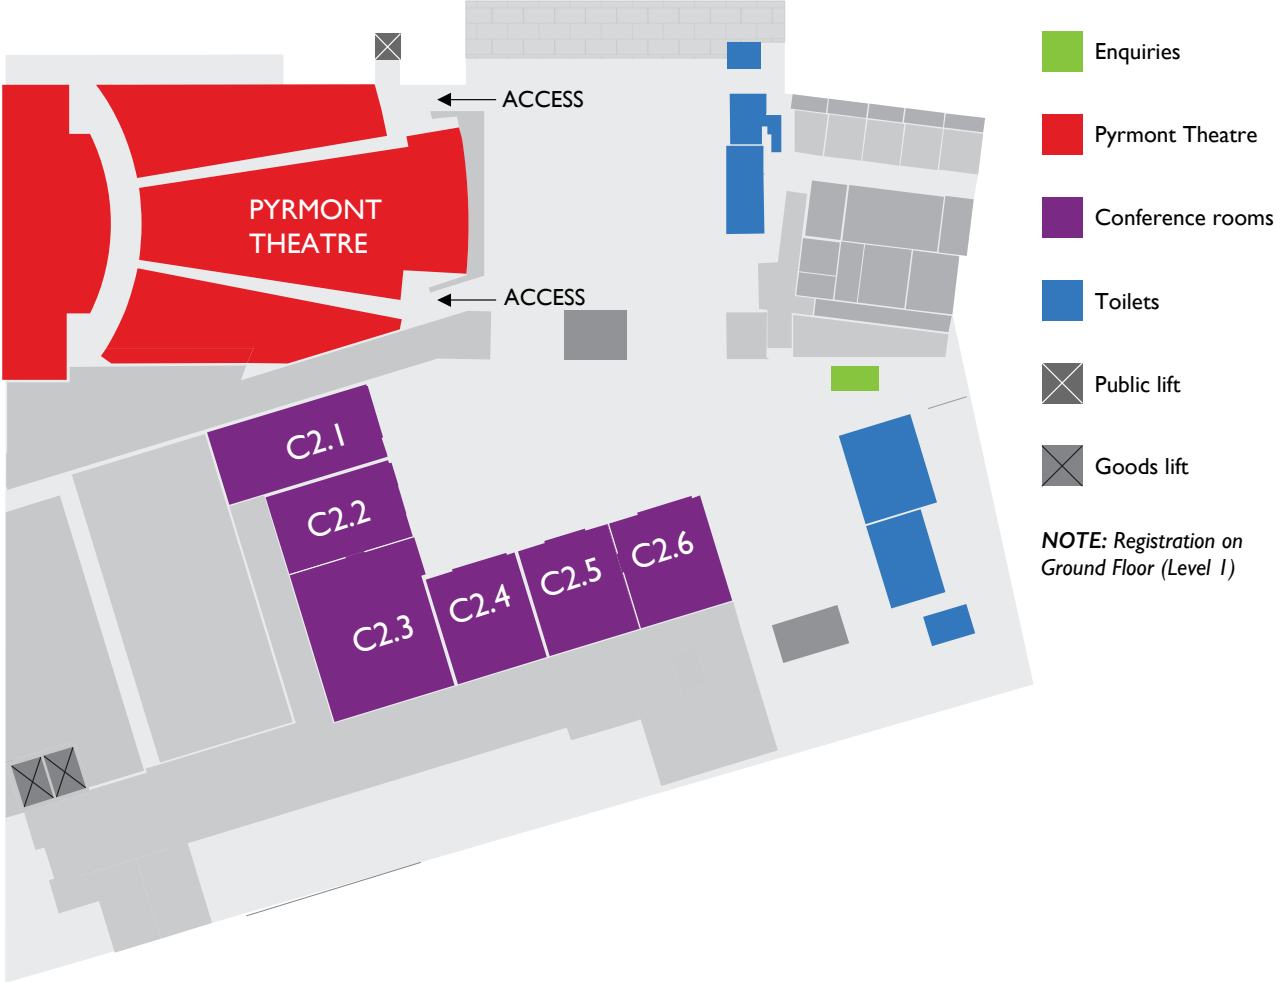 ACCESS
PYRMONT
THEATRE
ACCESS
C2.1
C2.2
C2.3
C2.4
C2.5
C2.6
Enquiries
Pyrmont Theatre
Conference rooms
Toilets
Public lift
Goods lift
NOTE: Registration on
Ground Floor (Level 1)